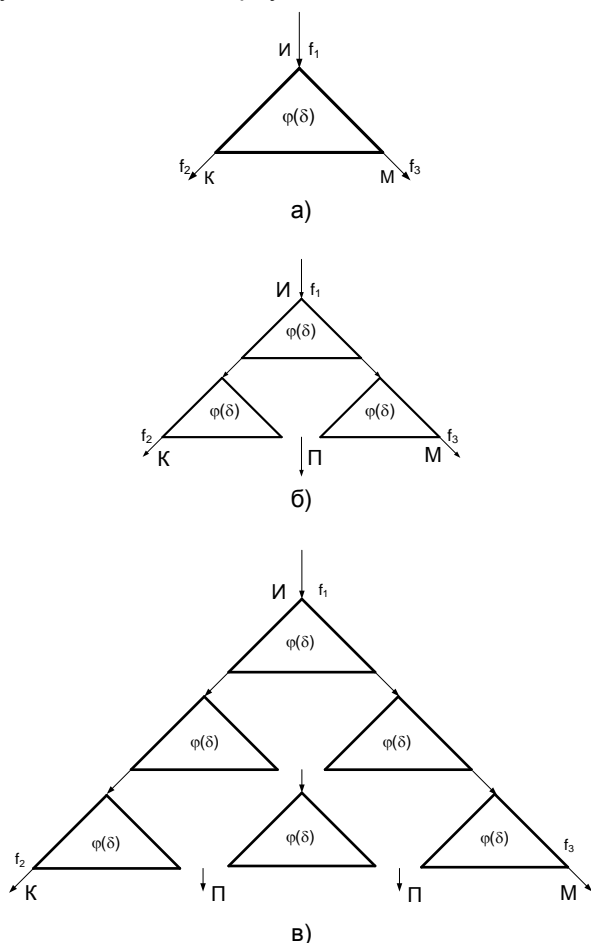 И f₁
φ(δ)
f₂ К М f₃
а)
И f₁
φ(δ)
φ(δ) φ(δ)
f₂ К П М f₃
б)
И f₁
φ(δ)
φ(δ) φ(δ)
φ(δ) φ(δ) φ(δ)
f₂ f₃
К П П М
в)